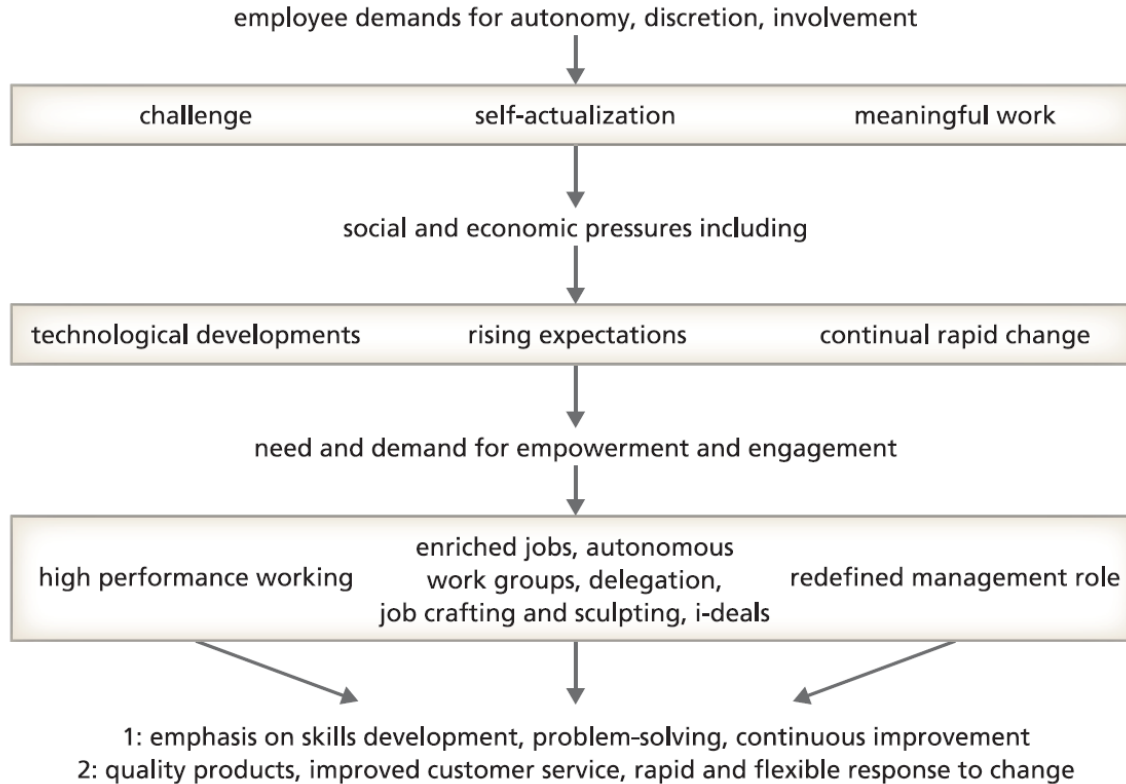 employee demands for autonomy, discretion, involvement
challenge self-actualization meaningful work
social and economic pressures including
technological developments rising expectations continual rapid change
need and demand for empowerment and engagement
high performance working
enriched jobs, autonomous
work groups, delegation,
job crafting and sculpting, i-deals
redefined management role
1: emphasis on skills development, problem-solving, continuous improvement
2: quality products, improved customer service, rapid and flexible response to change